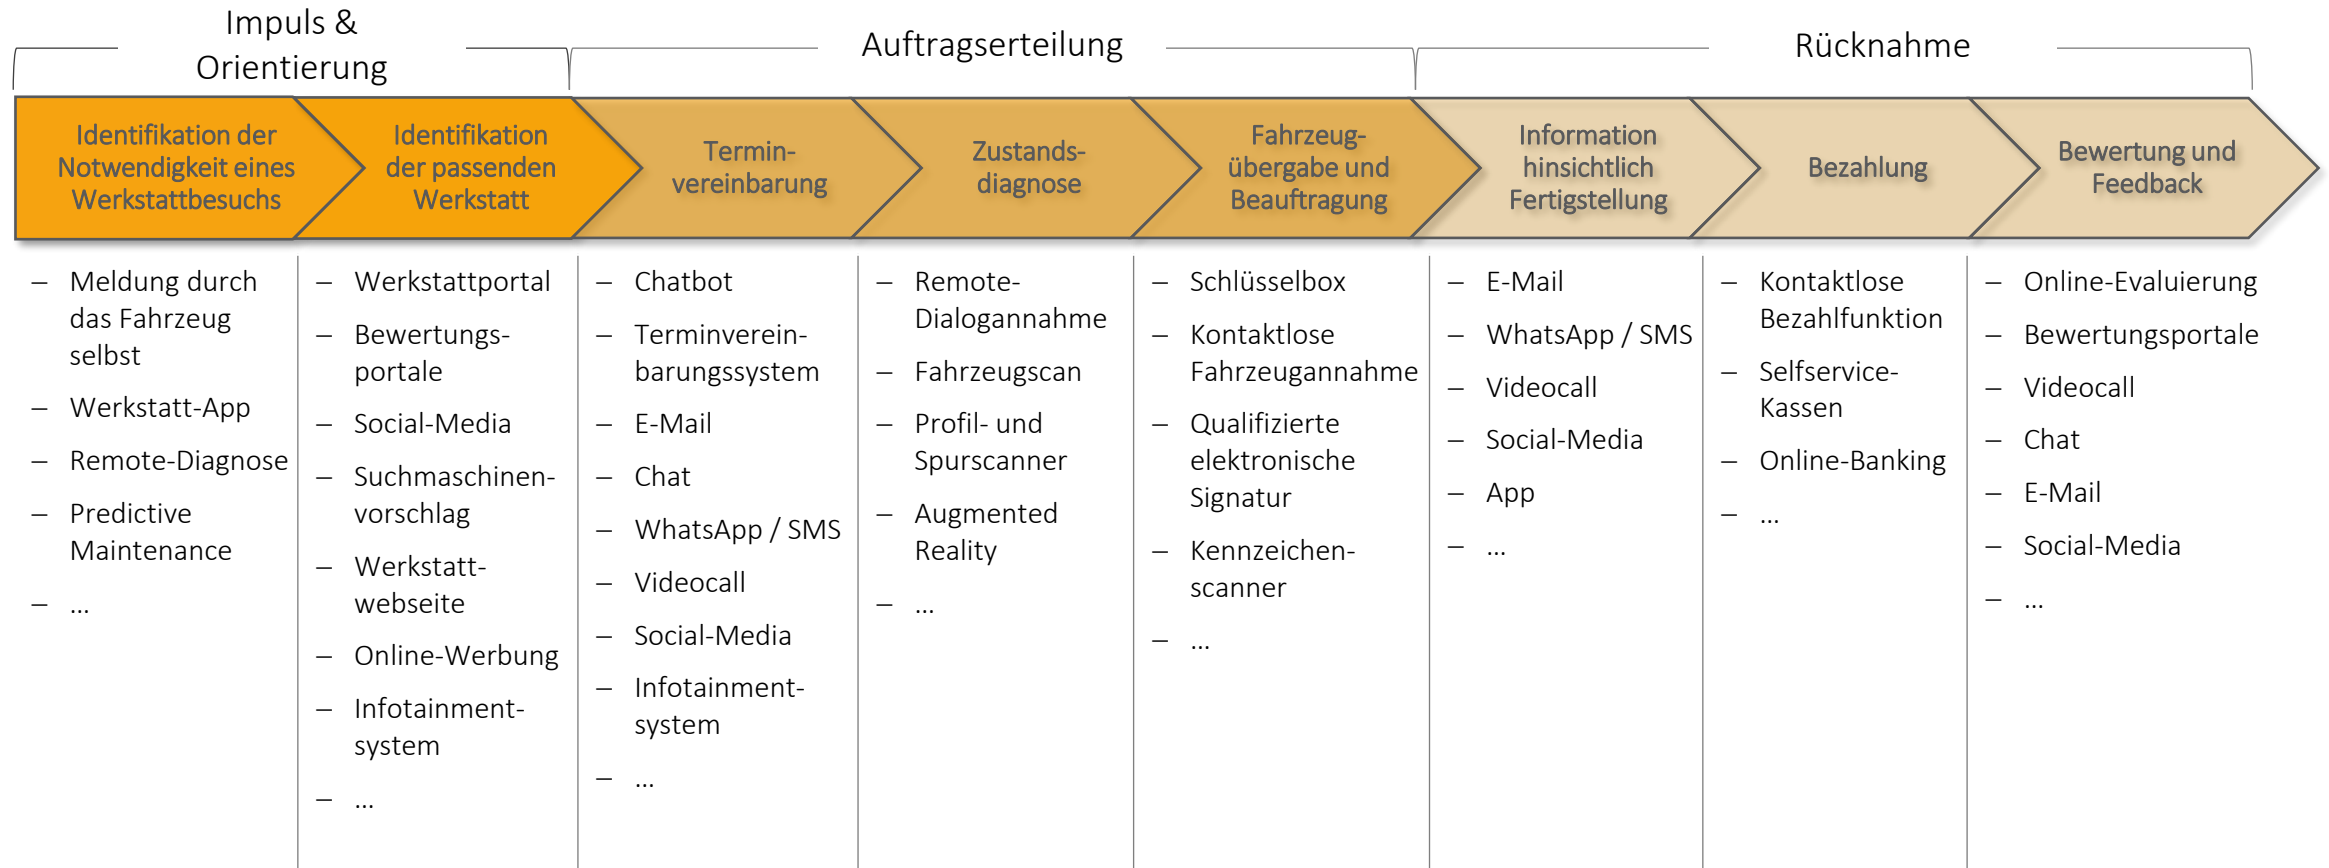 Impuls &
Orientierung
Auftragserteilung
Rücknahme
Identifikation der
Notwendigkeit eines
Werkstattbesuchs
Identifikation
der passenden
Werkstatt
Termin-
vereinbarung
Zustands-
diagnose
Fahrzeug-
übergabe und
Beauftragung
Information
hinsichtlich
Fertigstellung
Bezahlung
Bewertung und
Feedback
– Meldung durch
das Fahrzeug
selbst
– Werkstatt-App
– Remote-Diagnose
– Predictive
Maintenance
– ...
– Werkstattportal
– Bewertungs-
portale
– Social-Media
– Suchmaschinen-
vorschlag
– Werkstatt-
webseite
– Online-Werbung
– Infotainment-
system
– ...
– Chatbot
– Terminverein-
barungssystem
– E-Mail
– Chat
– WhatsApp / SMS
– Videocall
– Social-Media
– Infotainment-
system
– ...
– Remote-
Dialogannahme
– Fahrzeugscan
– Profil- und
Spurscanner
– Augmented
Reality
– ...
– Schlüsselbox
– Kontaktlose
Fahrzeugannahme
– Qualifizierte
elektronische
Signatur
– Kennzeichen-
scanner
– ...
– E-Mail
– WhatsApp / SMS
– Videocall
– Social-Media
– App
– ...
– Kontaktlose
Bezahlfunktion
– Selfservice-
Kassen
– Online-Banking
– ...
– Online-Evaluierung
– Bewertungsportale
– Videocall
– Chat
– E-Mail
– Social-Media
– ...